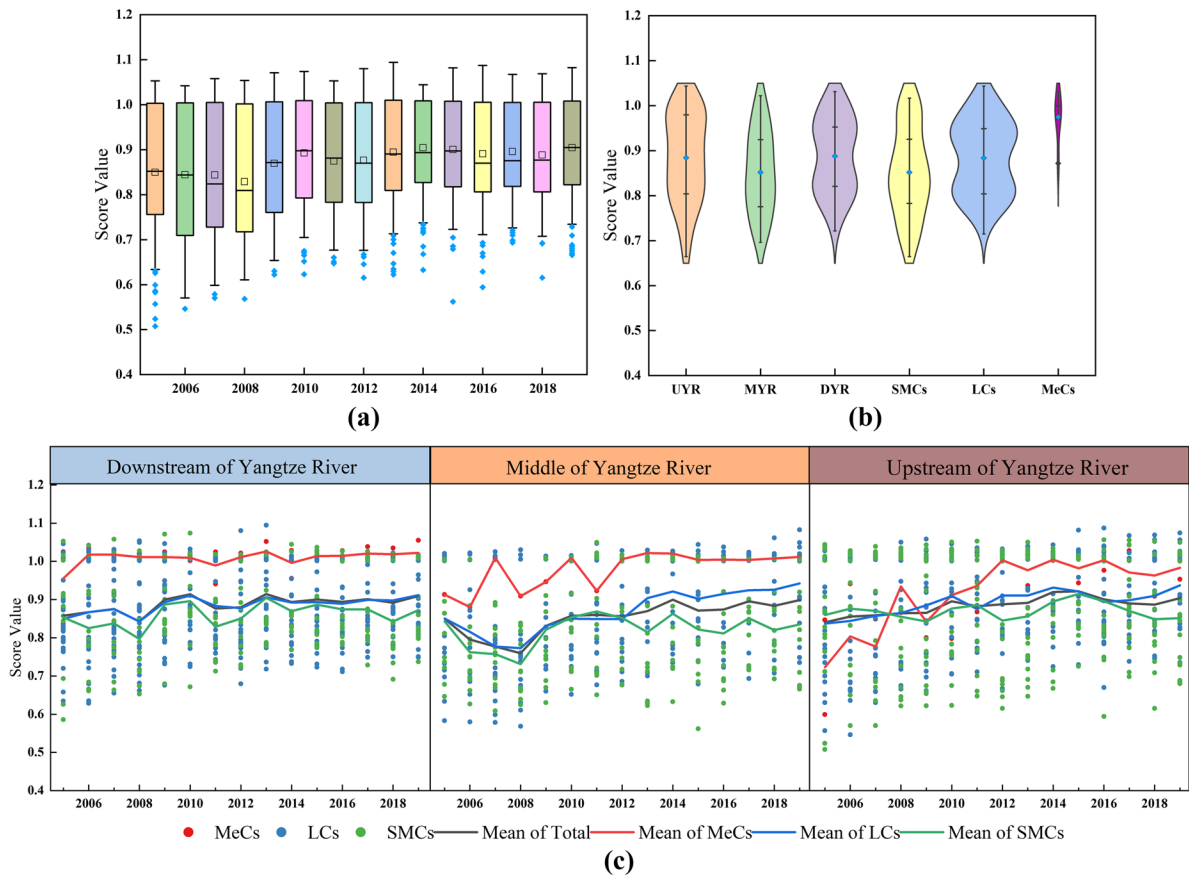 1.2
1.1
1.0
0.9
0.8
0.7
0.6
0.5
0.4
Score Value
2006 2008 2010 2012 2014 2016 2018
(a)
1.2
1.1
1.0
0.9
0.8
0.7
0.6
0.5
0.4
Score Value
UYR MYR DYR SMCs LCs MeCs
(b)
Downstream of Yangtze River Middle of Yangtze River Upstream of Yangtze River
1.2
1.1
1.0
0.9
0.8
0.7
0.6
0.5
0.4
Score Value
2006 2008 2010 2012 2014 2016 2018 2006 2008 2010 2012 2014 2016 2018 2006 2008 2010 2012 2014 2016 2018
MeCs LCs SMCs Mean of Total Mean of MeCs Mean of LCs Mean of SMCs
(c)